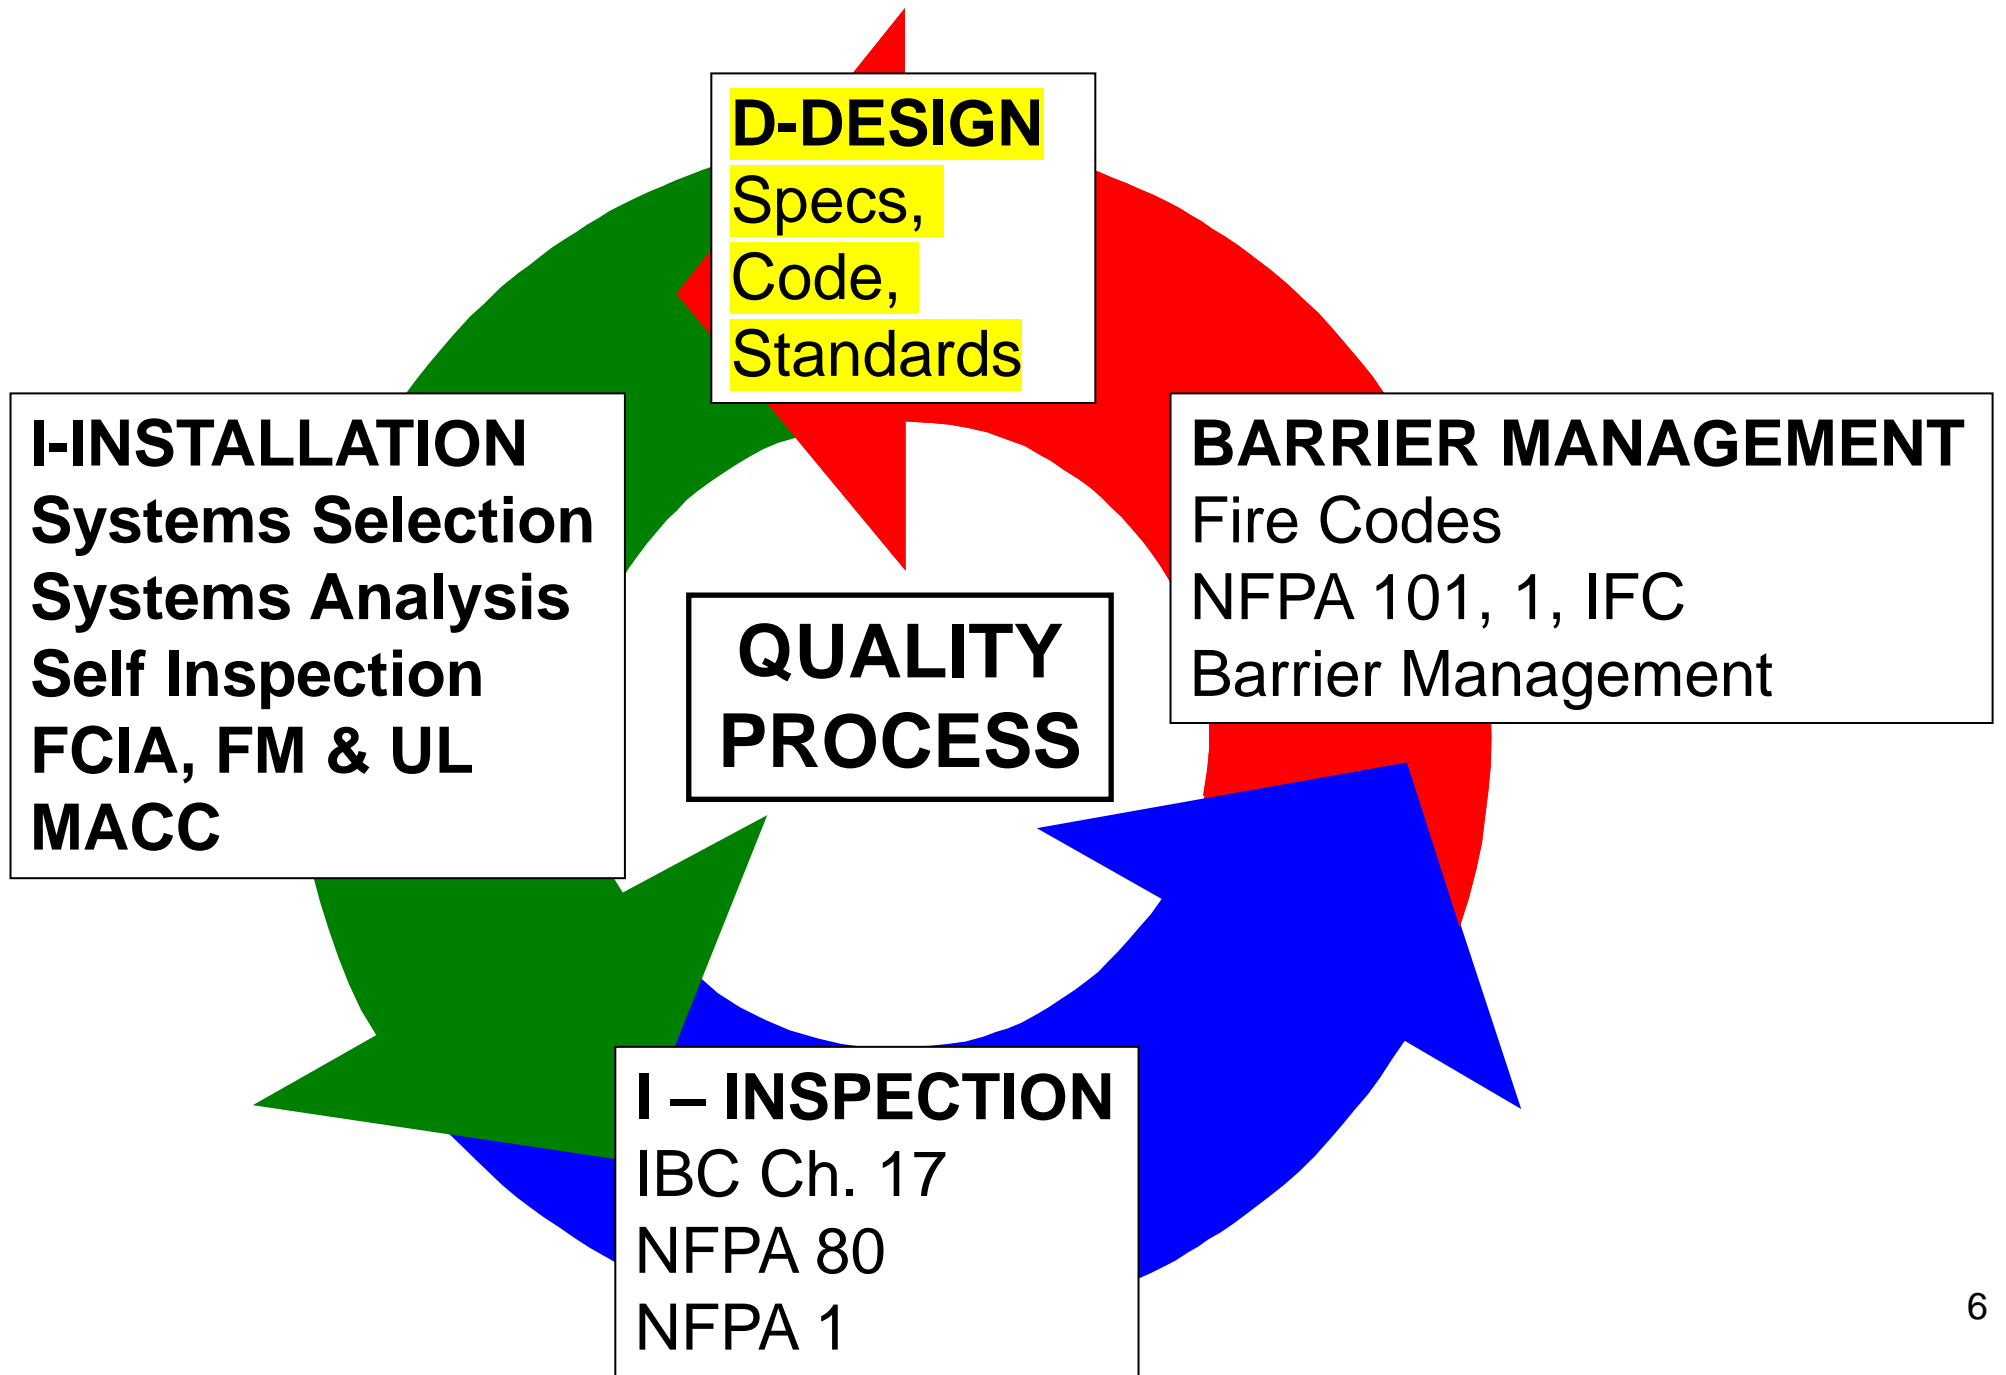 D-DESIGN
Specs,
Code,
Standards
I-INSTALLATION
Systems Selection
Systems Analysis
Self Inspection
FCIA, FM & UL
MACC
BARRIER MANAGEMENT
Fire Codes
NFPA 101, 1, IFC
Barrier Management
QUALITY
PROCESS
I – INSPECTION
IBC Ch. 17
NFPA 80
NFPA 1
6